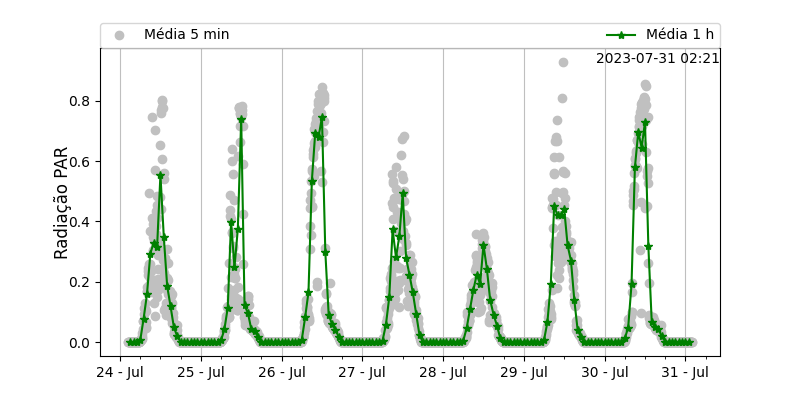 Média 5 min
Média 1 h
2023-07-31 02:21
Radiação PAR
0.8
0.6
0.4
0.2
0.0
24 - Jul
25 - Jul
26 - Jul
27 - Jul
28 - Jul
29 - Jul
30 - Jul
31 - Jul